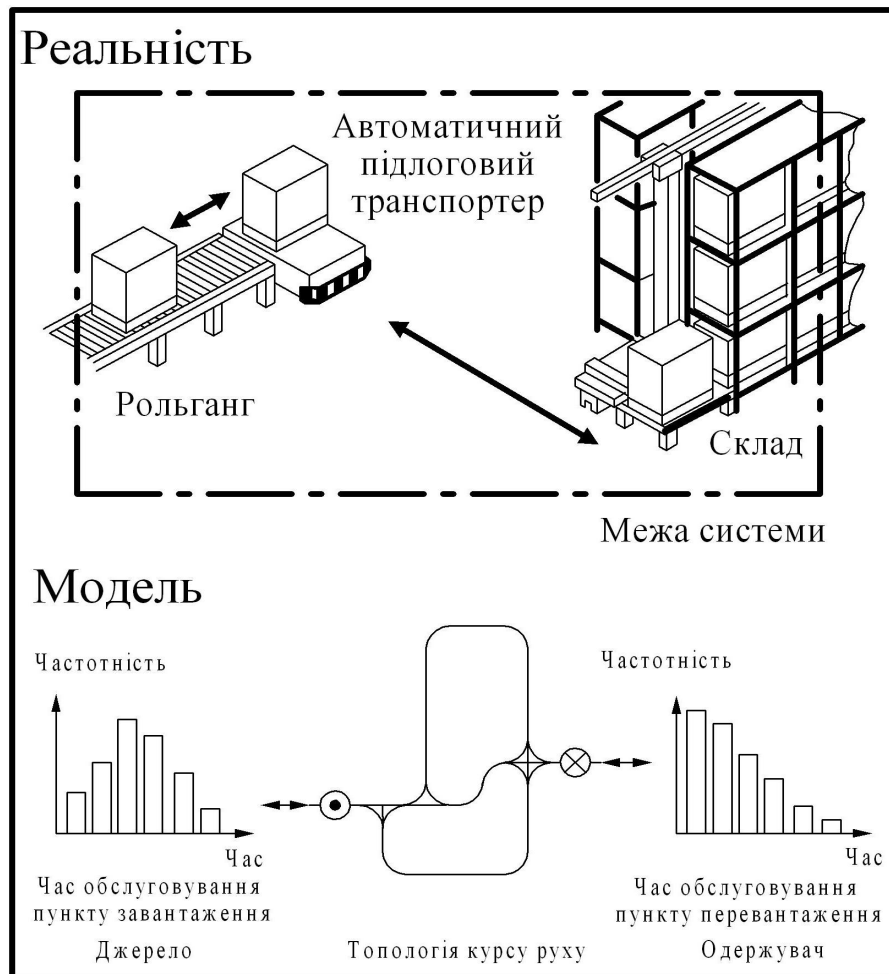 Реальність
Автоматичний
підлоговий
транспортер
Рольганг
Склад
Межа системи
Модель
Частотність
Частотність
Час
Час
Час обслуговування
пункту завантаження
Час обслуговування
пункту перевантаження
Джерело
Топологія курсу руху
Одержувач